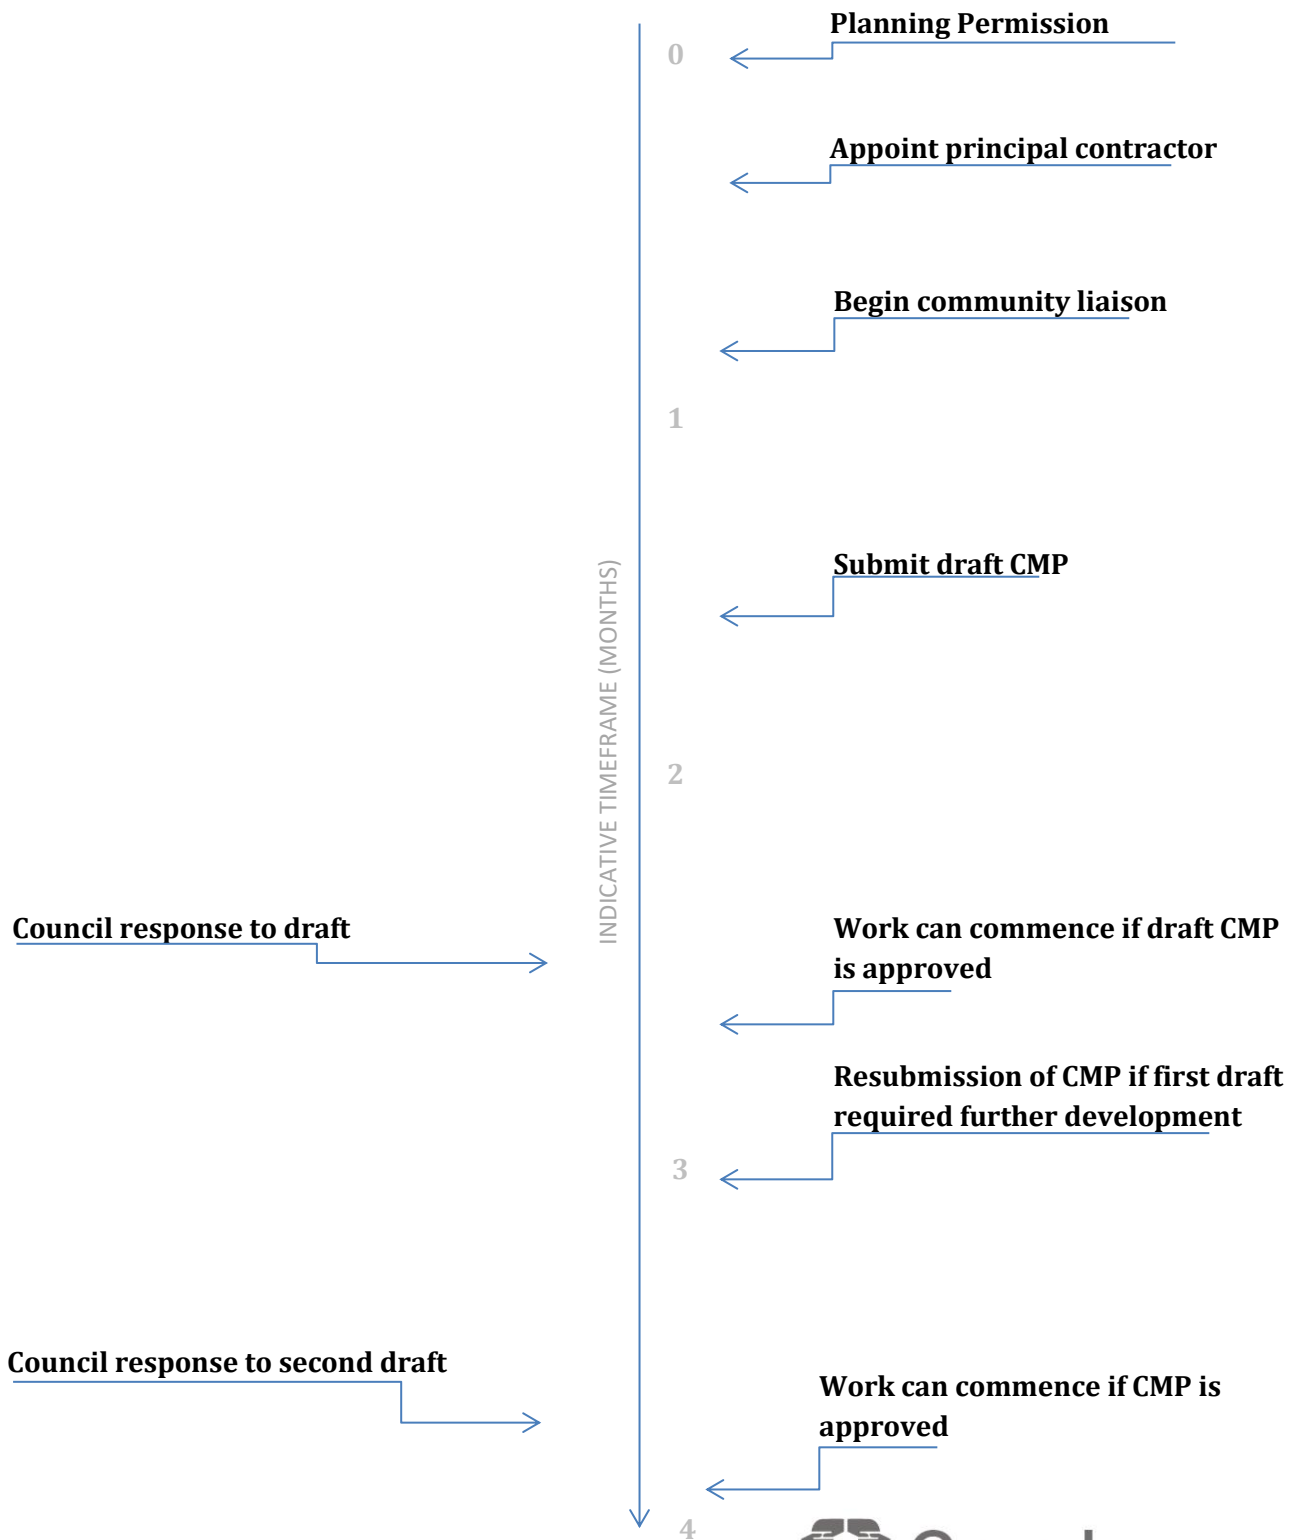 Planning Permission
0
Appoint principal contractor
Begin community liaison
1
Submit draft CMP
INDICATIVE TIMEFRAME (MONTHS)
2
Council response to draft
Work can commence if draft CMP
is approved
Resubmission of CMP if first draft
required further development
3
Council response to second draft
Work can commence if CMP is
approved
4